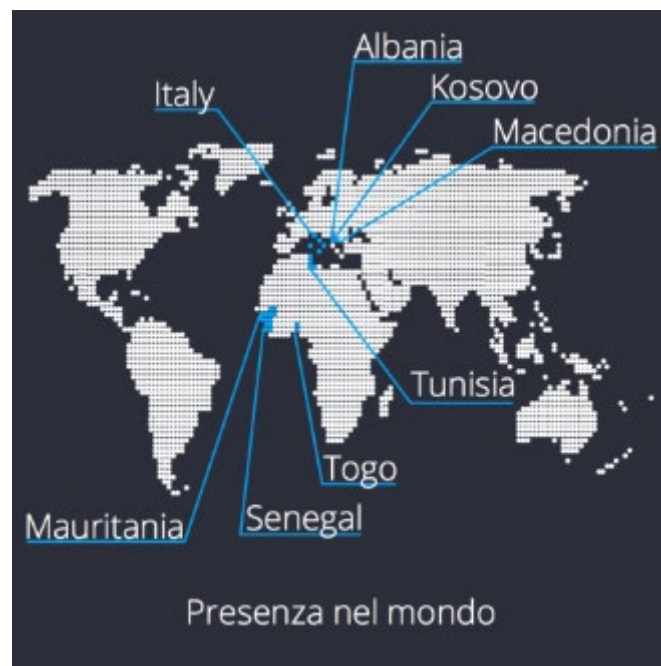 Albania
Italy
Kosovo
Macedonia
Tunisia
Togo
Senegal
Mauritania
Presenza nel mondo